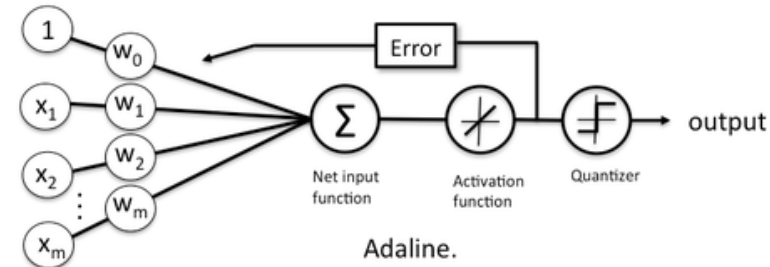 1
w0
Error
x1
w1
Σ
output
x2
w2
Net input
function
Activation
function
Quantizer
⋮
wm
xm
Adaline.